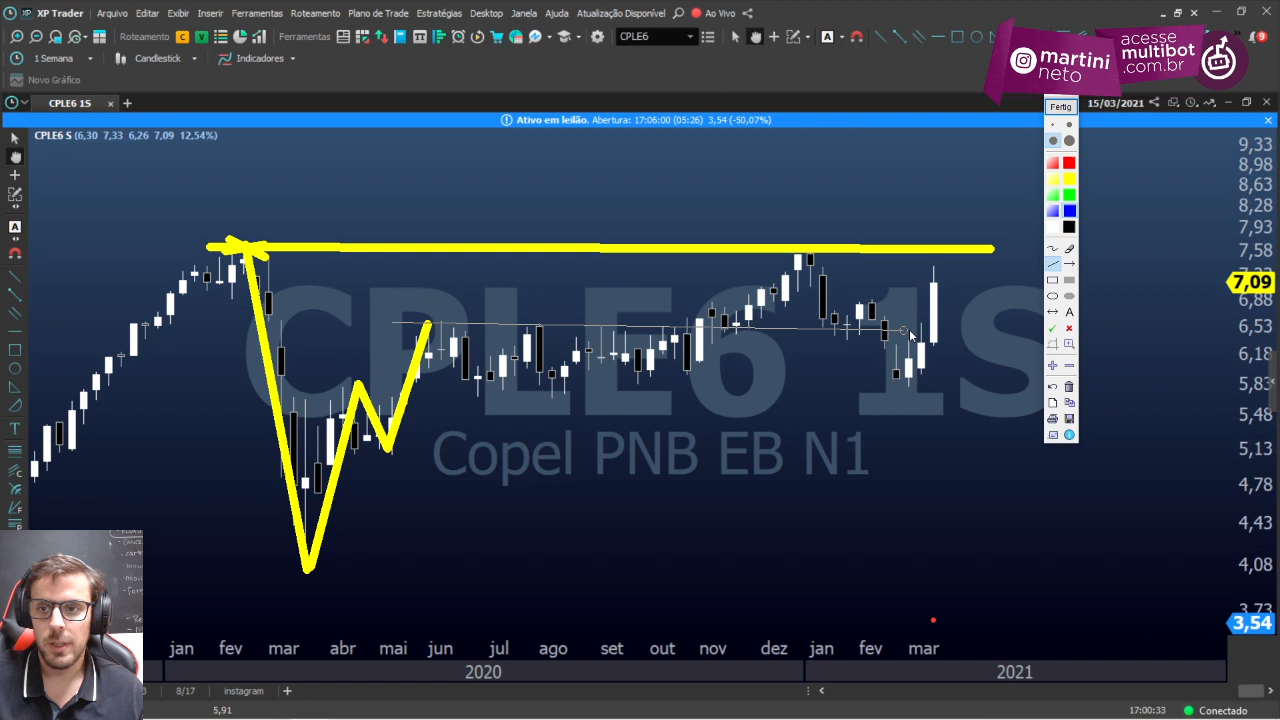 XP Trader Arquivo Editar Exibir Inserir Ferramentas Roteamento Plano de Trade Estratégias Desktop Janela Ajuda Atualização Disponível Ao Vivo
Roteamento C V Ferramentas CPLE6 A 9
1 Semana Candlestick Indicadores
Novo Gráfico
martini
neto
acesse
multibot
.com.br
CPLE6 1S 15/03/2021
Fertig
Ativo em leilão. Abertura: 17:06:00 (05:26) 3,54 (-50,07%)
CPLE6 S (6,30 7,33 6,26 7,09 12,54%)
9,33
8,98
8,63
8,28
7,93
7,58
7,09
6,88
6,53
6,18
5,48
5,13
4,78
4,43
4,08
3,73
3,54
CPLE6 1S
Copel PNB EB N1
jan fev mar abr mai jun jul ago set out nov dez jan fev mar
2020 2021
8/17 instagram
5,91 17:00:33 Conectado